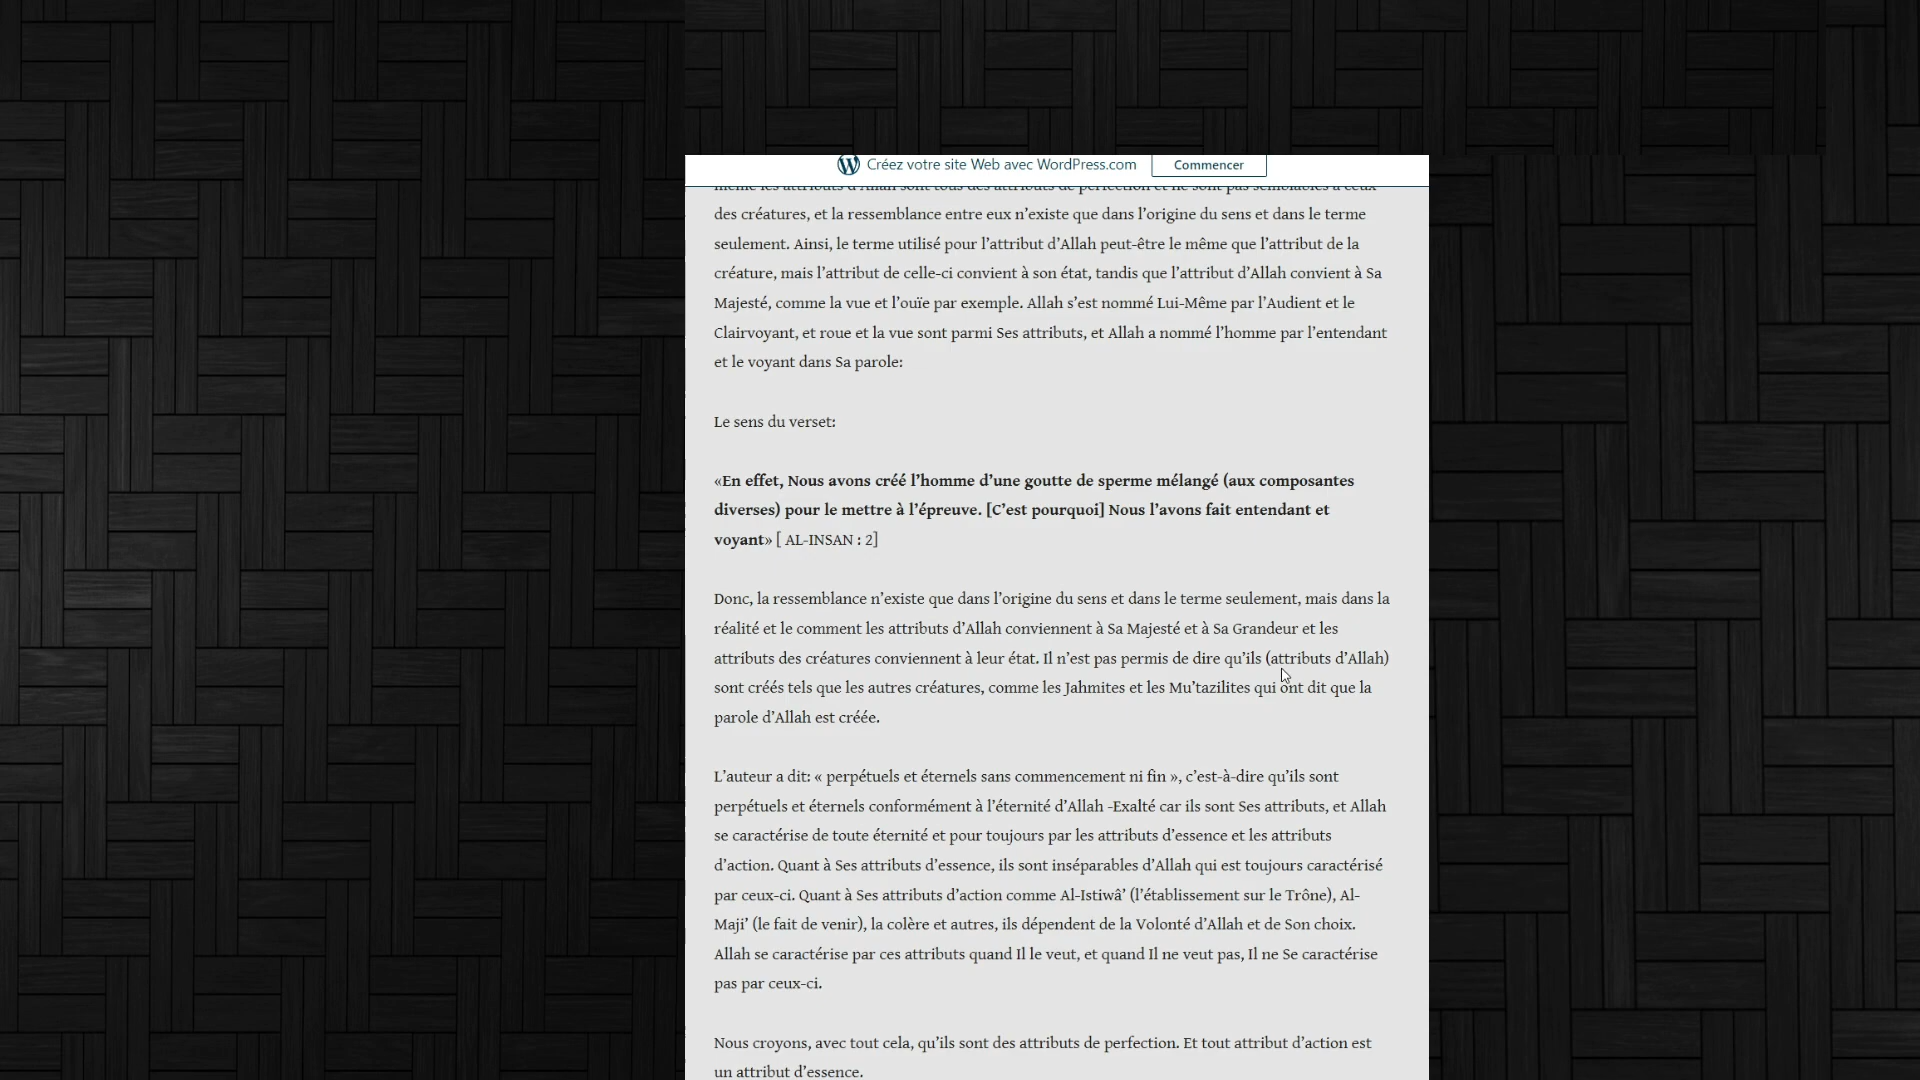 Créez votre site Web avec WordPress.com Commencer
même les attributs d’Allah sont tous des attributs de perfection et ne sont pas semblables à ceux
des créatures, et la ressemblance entre eux n’existe que dans l’origine du sens et dans le terme
seulement. Ainsi, le terme utilisé pour l’attribut d’Allah peut-être le même que l’attribut de la
créature, mais l’attribut de celle-ci convient à son état, tandis que l’attribut d’Allah convient à Sa
Majesté, comme la vue et l’ouïe par exemple. Allah s’est nommé Lui-Même par l’Audient et le
Clairvoyant, et roue et la vue sont parmi Ses attributs, et Allah a nommé l’homme par l’entendant
et le voyant dans Sa parole:
Le sens du verset:
«En effet, Nous avons créé l’homme d’une goutte de sperme mélangé (aux composantes
diverses) pour le mettre à l’épreuve. [C’est pourquoi] Nous l’avons fait entendant et
voyant» [ AL-INSAN : 2]
Donc, la ressemblance n’existe que dans l’origine du sens et dans le terme seulement, mais dans la
réalité et le comment les attributs d’Allah conviennent à Sa Majesté et à Sa Grandeur et les
attributs des créatures conviennent à leur état. Il n’est pas permis de dire qu’ils (attributs d’Allah)
sont créés tels que les autres créatures, comme les Jahmites et les Mu’tazilites qui ont dit que la
parole d’Allah est créée.
L’auteur a dit: « perpétuels et éternels sans commencement ni fin », c’est-à-dire qu’ils sont
perpétuels et éternels conformément à l’éternité d’Allah -Exalté car ils sont Ses attributs, et Allah
se caractérise de toute éternité et pour toujours par les attributs d’essence et les attributs
d’action. Quant à Ses attributs d’essence, ils sont inséparables d’Allah qui est toujours caractérisé
par ceux-ci. Quant à Ses attributs d’action comme Al-Istiwâ’ (l’établissement sur le Trône), Al-
Maji’ (le fait de venir), la colère et autres, ils dépendent de la Volonté d’Allah et de Son choix.
Allah se caractérise par ces attributs quand Il le veut, et quand Il ne veut pas, Il ne Se caractérise
pas par ceux-ci.
Nous croyons, avec tout cela, qu’ils sont des attributs de perfection. Et tout attribut d’action est
un attribut d’essence.